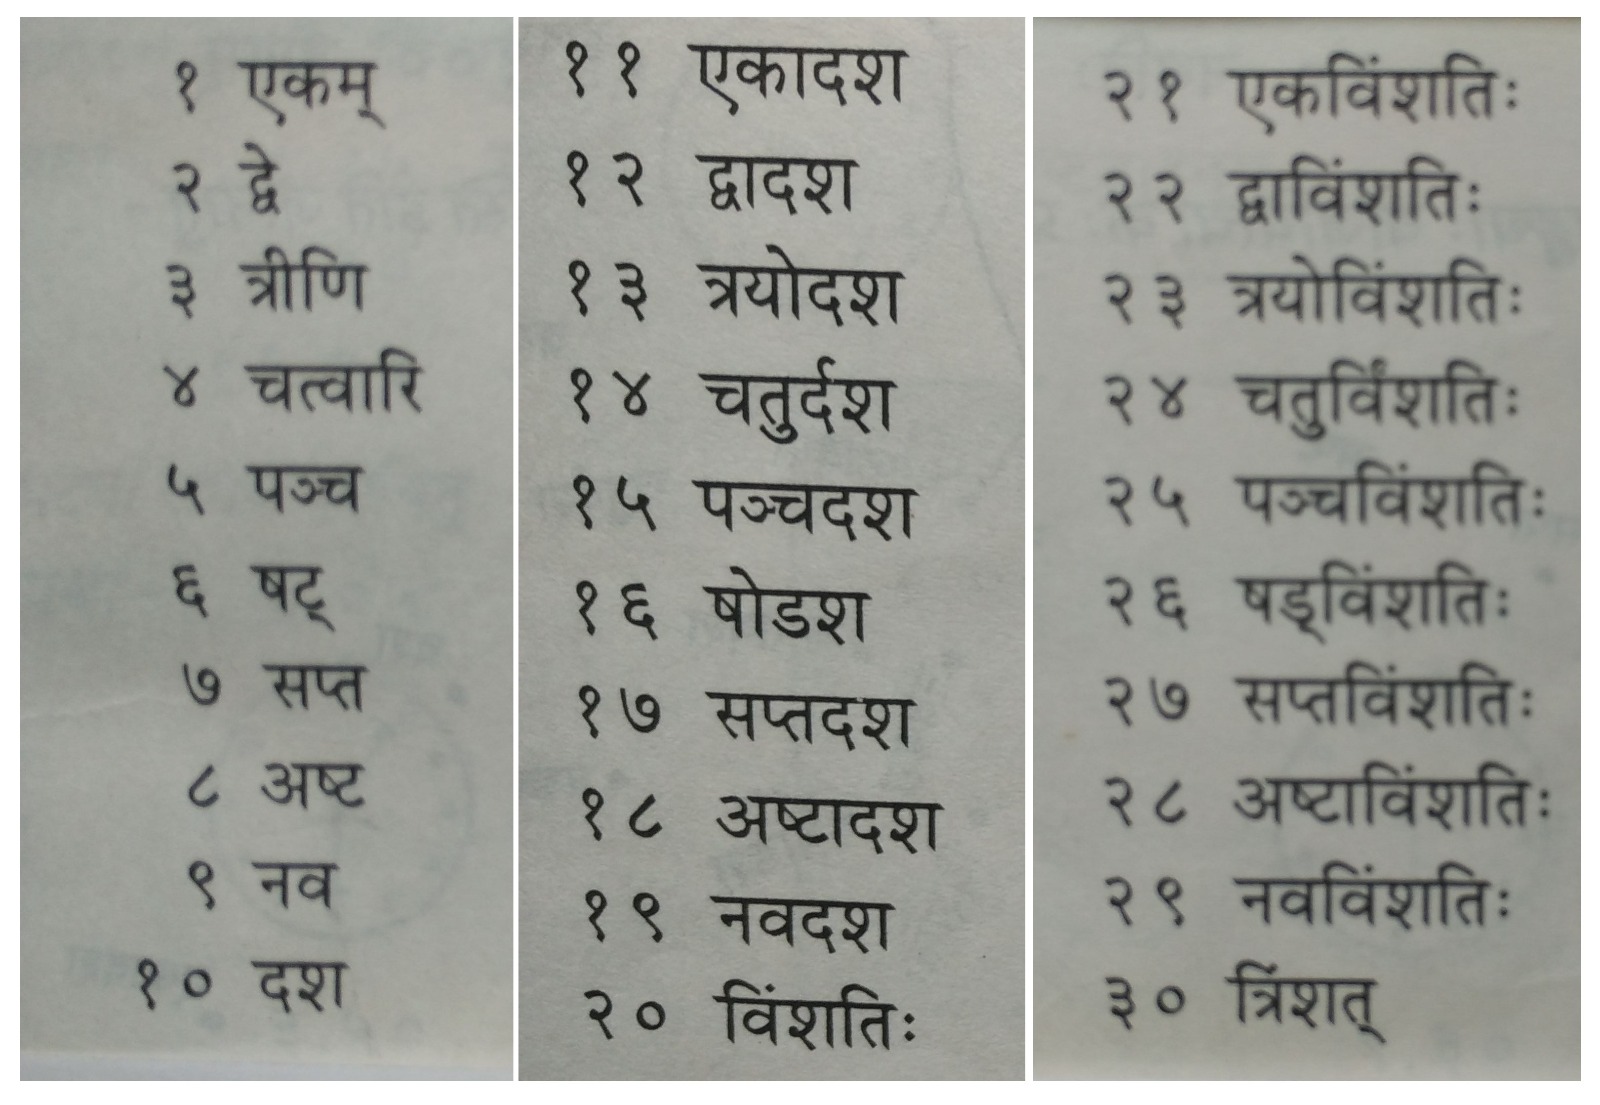 १ एकम्
२ द्वे
३ त्रीणि
४ चत्वारि
५ पञ्च
६ षट्
७ सप्त
८ अष्ट
९ नव
१० दश
११ एकादश
१२ द्वादश
१३ त्रयोदश
१४ चतुर्दश
१५ पञ्चदश
१६ षोडश
१७ सप्तदश
१८ अष्टादश
१९ नवदश
२० विंशतिः
२१ एकविंशतिः
२२ द्वाविंशतिः
२३ त्रयोविंशतिः
२४ चतुर्विंशतिः
२५ पञ्चविंशतिः
२६ षड्विंशतिः
२७ सप्तविंशतिः
२८ अष्टाविंशतिः
२९ नवविंशतिः
३० त्रिंशत्